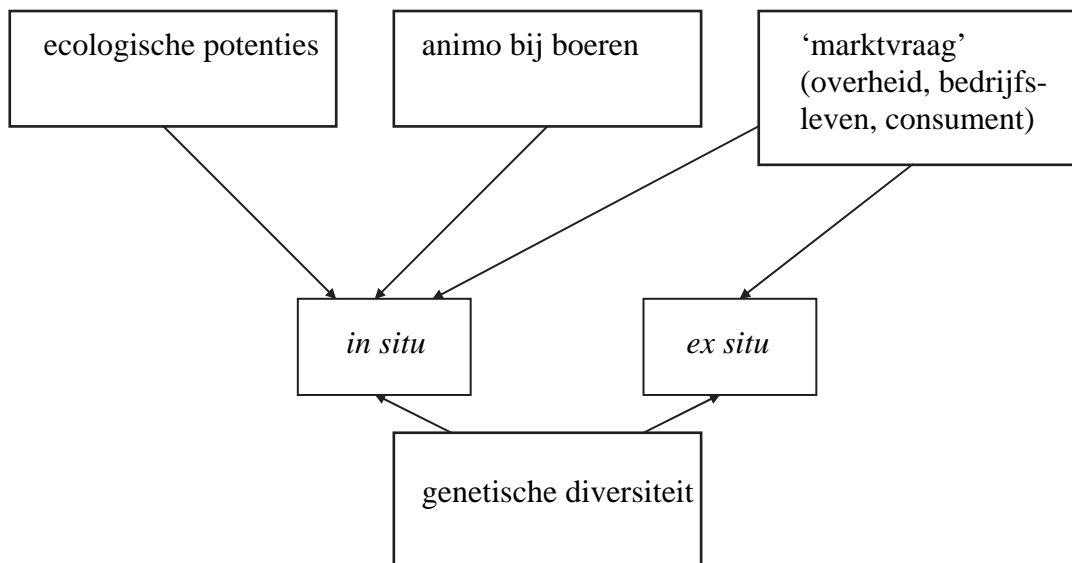 ecologische potenties
animo bij boeren
‘marktvraag’
(overheid, bedrijfs-
leven, consument)
in situ
ex situ
genetische diversiteit